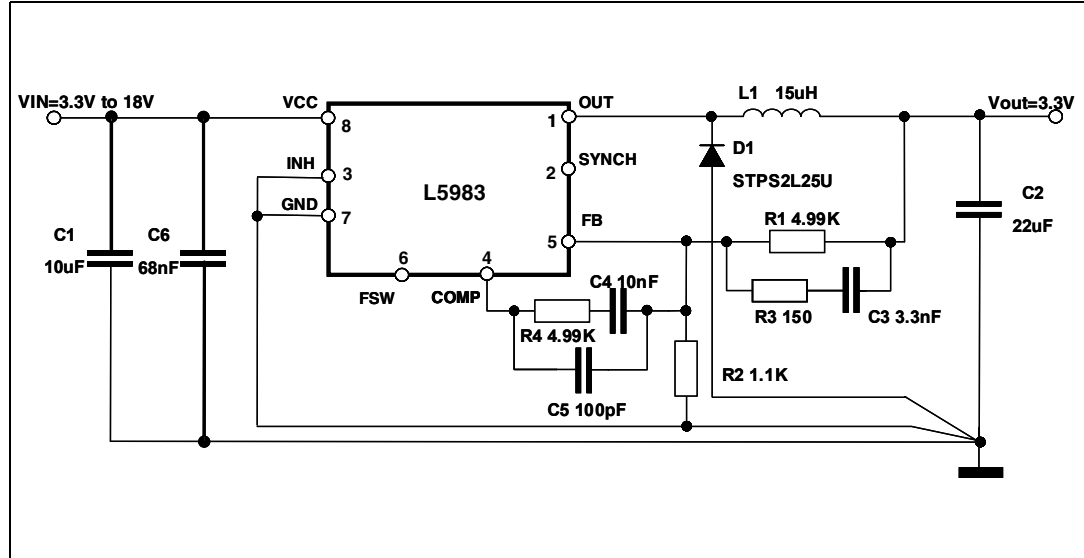 VIN=3.3V to 18V
VCC
8
OUT
1
L1 15uH
Vout=3.3V
INH
3
SYNCH
2
D1
STPS2L25U
GND
7
L5983
FB
5
R1 4.99K
C2
22uF
C1
10uF
C6
68nF
6
FSW
4
COMP
C4 10nF
R3 150
C3 3.3nF
R4 4.99K
R2 1.1K
C5 100pF